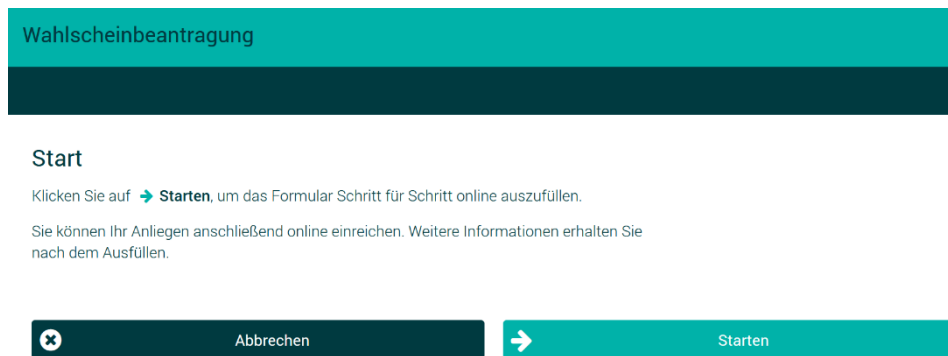 Wahlscheinbeantragung
Start
Klicken Sie auf → Starten, um das Formular Schritt für Schritt online auszufüllen.
Sie können Ihr Anliegen anschließend online einreichen. Weitere Informationen erhalten Sie
nach dem Ausfüllen.
Abbrechen
Starten